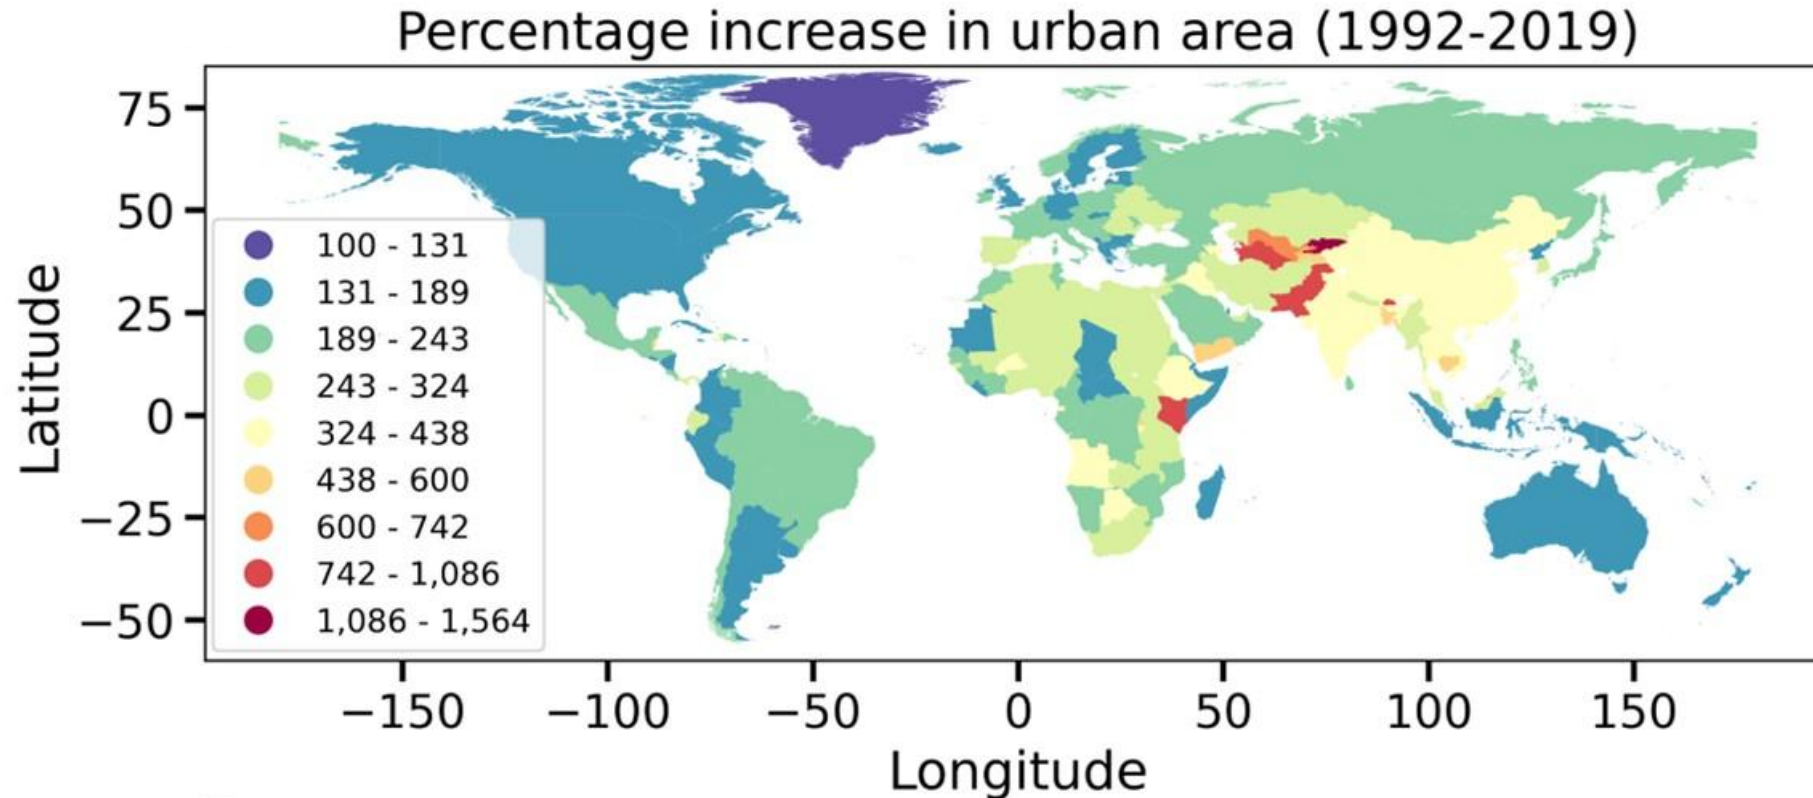 Percentage increase in urban area (1992-2019)
75
50
25
0
−25
−50
Latitude
100 - 131
131 - 189
189 - 243
243 - 324
324 - 438
438 - 600
600 - 742
742 - 1,086
1,086 - 1,564
−150 −100 −50 0 50 100 150
Longitude